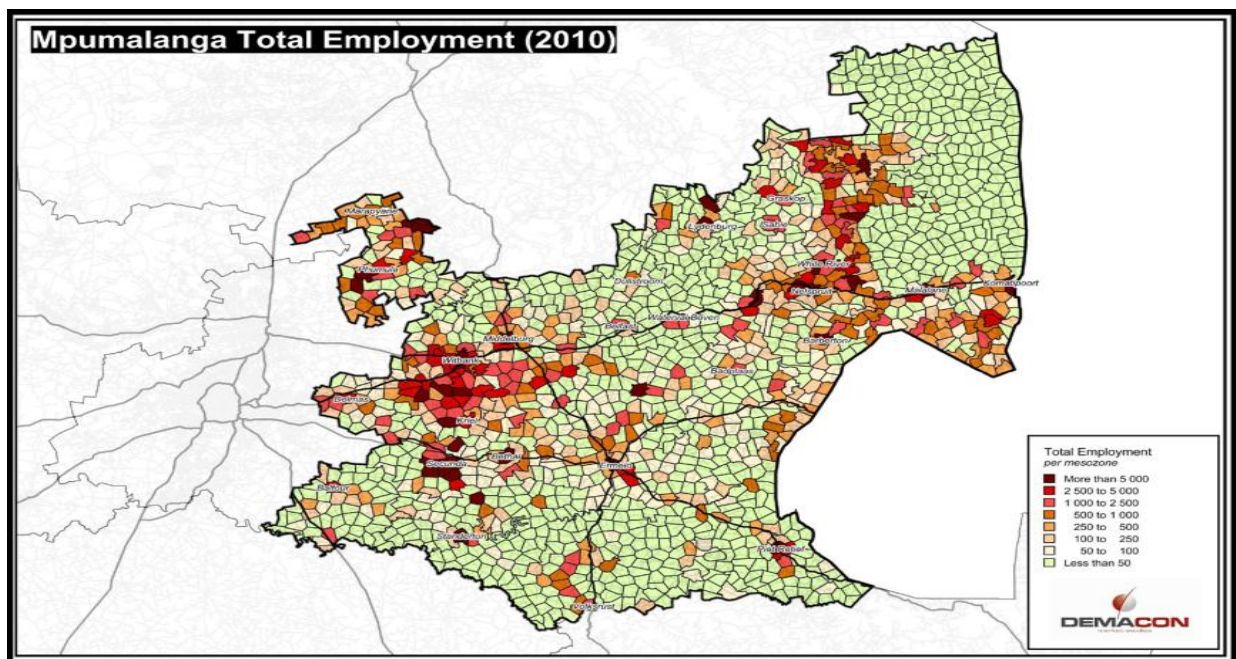 Mpumalanga Total Employment (2010)
Marapyane
Graskop
Lydenburg
Sabie
Phumula
White River
Dullstroom
Nelspruit
Malalane
Komatipoort
Waterval-Boven
Belfast
Middelburg
Barberton
Witbank
Badplaas
Delmas
Kriel
Secunda
Bethal
Ermelo
Balfour
Standerton
Piet Retief
Volksrust
Total Employment
per mesozone
More than 5 000
2 500 to 5 000
1 000 to 2 500
500 to 1 000
250 to 500
100 to 250
50 to 100
Less than 50
DEMACON
market studies